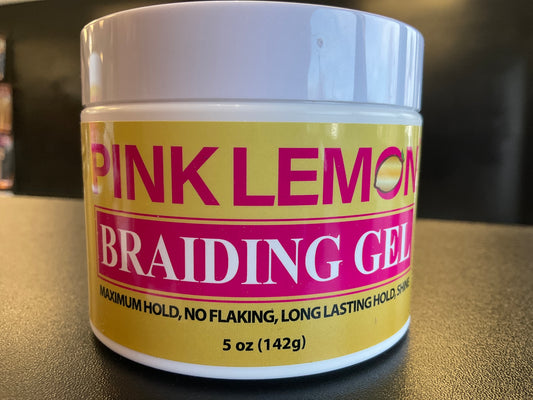 PINK LEMON
BRAIDING GEL
MAXIMUM HOLD, NO FLAKING, LONG LASTING HOLD, SHINE
5 oz (142g)